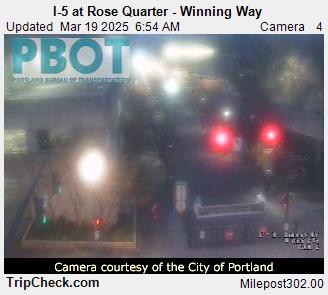 I-5 at Rose Quarter - Winning Way
Updated Mar 19 2025 6:54 AM Camera 4
PBOT
PORTLAND BUREAU OF TRANSPORTATION
Camera courtesy of the City of Portland
TripCheck.com Milepost302.00